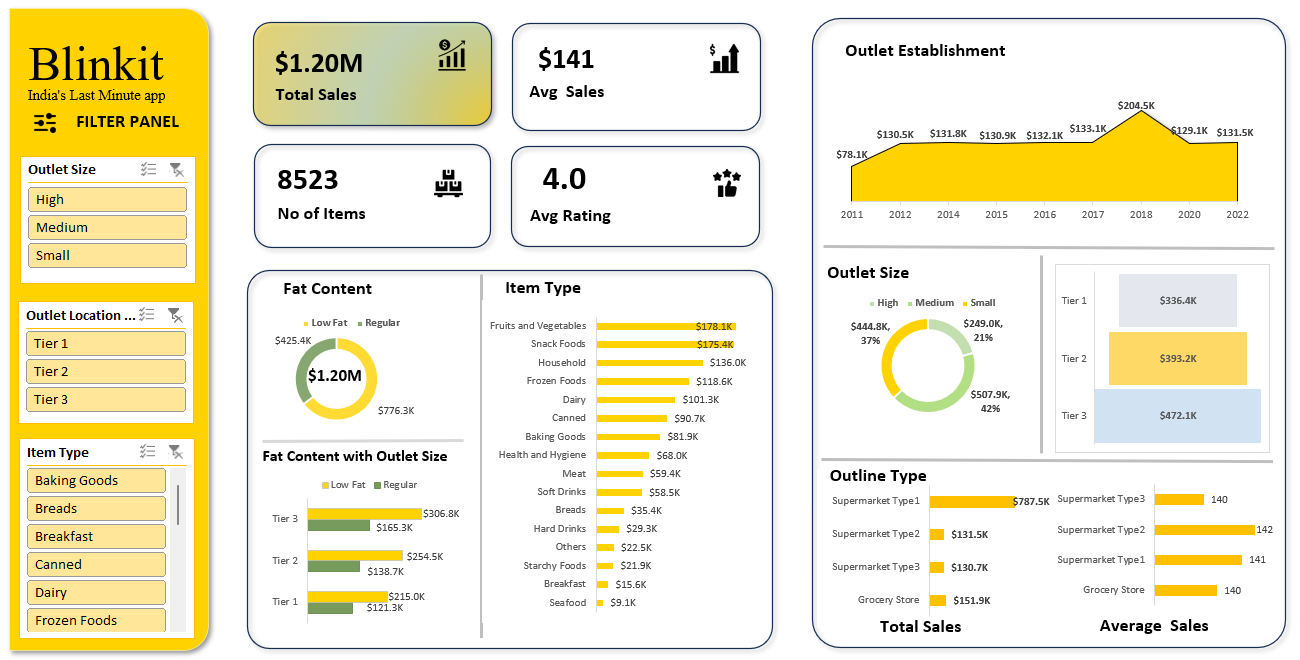 Blinkit
India's Last Minute app
FILTER PANEL
Outlet Size
High
Medium
Small
Outlet Location ...
Tier 1
Tier 2
Tier 3
Item Type
Baking Goods
Breads
Breakfast
Canned
Dairy
Frozen Foods
$1.20M
Total Sales
$141
Avg Sales
8523
No of Items
4.0
Avg Rating
Fat Content
Low Fat Regular
$425.4K
$1.20M
$776.3K
Fat Content with Outlet Size
Low Fat Regular
Tier 3 $306.8K
$165.3K
Tier 2 $254.5K
$138.7K
Tier 1 $215.0K
$121.3K
Item Type
Fruits and Vegetables $178.1K
Snack Foods $175.4K
Household $136.0K
Frozen Foods $118.6K
Dairy $101.3K
Canned $90.7K
Baking Goods $81.9K
Health and Hygiene $68.0K
Meat $59.4K
Soft Drinks $58.5K
Breads $35.4K
Hard Drinks $29.3K
Others $22.5K
Starchy Foods $21.9K
Breakfast $15.6K
Seafood $9.1K
Outlet Establishment
$78.1K $130.5K $131.8K $130.9K $132.1K $133.1K $204.5K $129.1K $131.5K
2011 2012 2014 2015 2016 2017 2018 2020 2022
Outlet Size
High Medium Small
$444.8K,
37%
$249.0K,
21%
$507.9K,
42%
Tier 1 $336.4K
Tier 2 $393.2K
Tier 3 $472.1K
Outline Type
Supermarket Type1 $787.5K
Supermarket Type2 $131.5K
Supermarket Type3 $130.7K
Grocery Store $151.9K
Total Sales
Supermarket Type3 140
Supermarket Type2 142
Supermarket Type1 141
Grocery Store 140
Average Sales